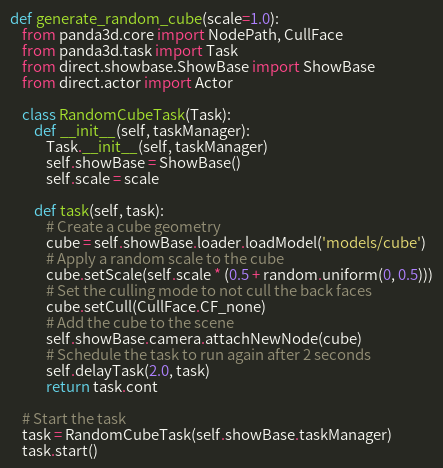 def generate_random_cube(scale=1.0):
from panda3d.core import NodePath, CullFace
from panda3d.task import Task
from direct.showbase.ShowBase import ShowBase
from direct.actor import Actor
class RandomCubeTask(Task):
def __init__(self, taskManager):
Task.__init__(self, taskManager)
self.showBase = ShowBase()
self.scale = scale
def task(self, task):
# Create a cube geometry
cube = self.showBase.loader.loadModel('models/cube')
# Apply a random scale to the cube
cube.setScale(self.scale * (0.5 + random.uniform(0, 0.5)))
# Set the culling mode to not cull the back faces
cube.setCull(CullFace.CF_none)
# Add the cube to the scene
self.showBase.camera.attachNewNode(cube)
# Schedule the task to run again after 2 seconds
self.delayTask(2.0, task)
return task.cont
# Start the task
task = RandomCubeTask(self.showBase.taskManager)
task.start()